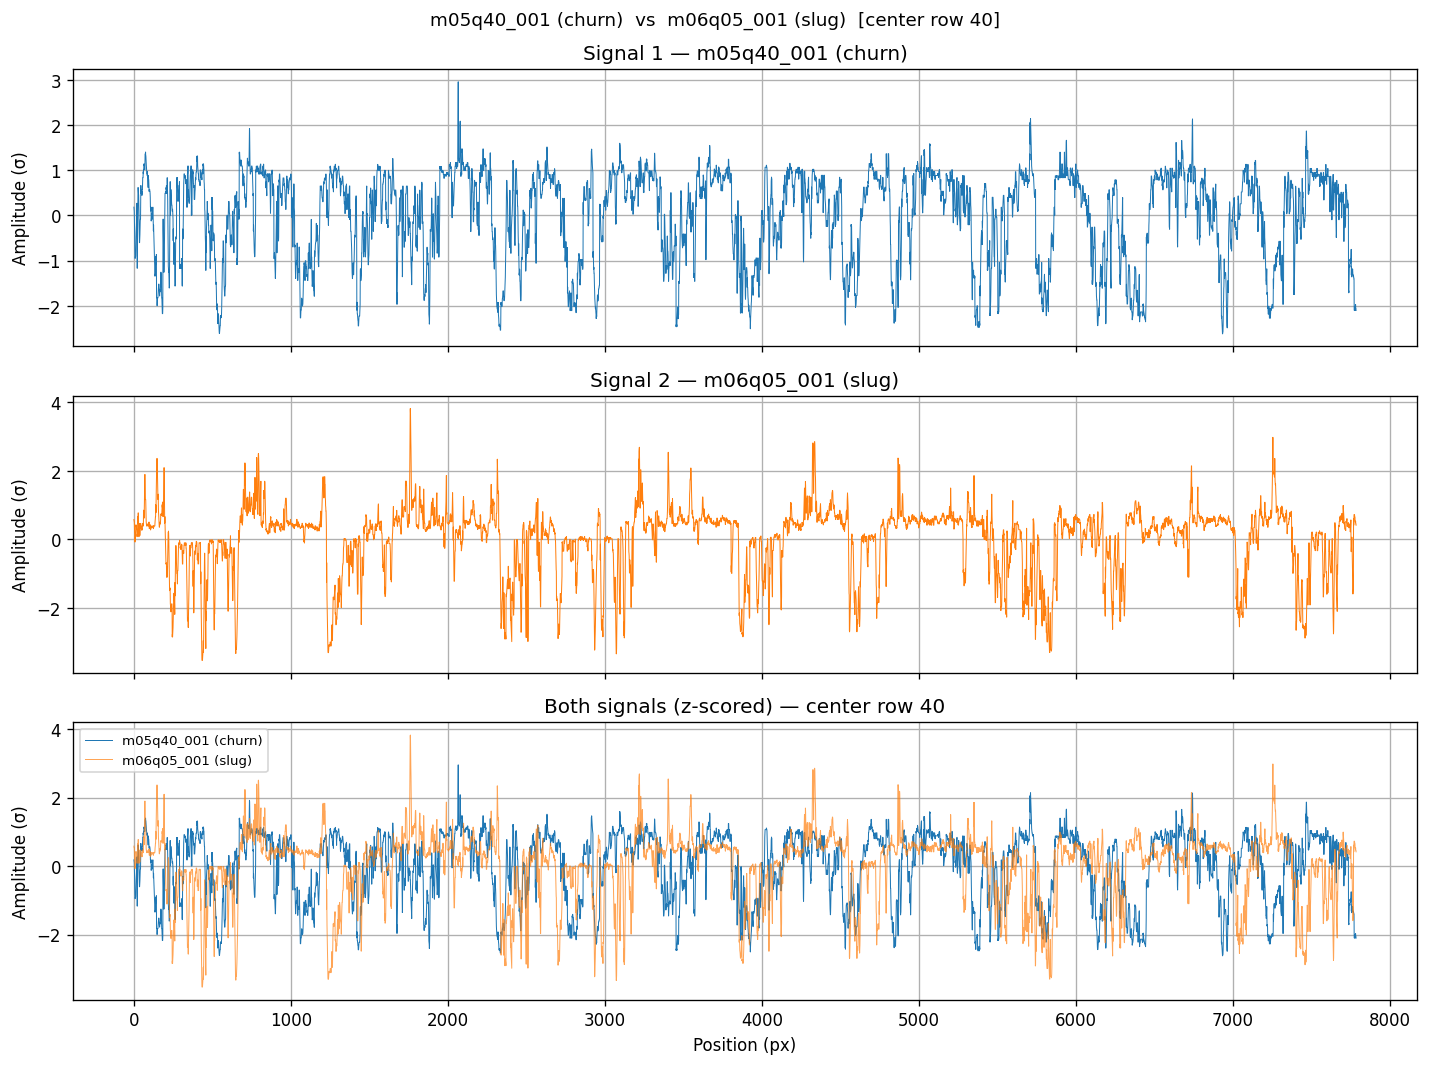 m05q40_001 (churn)  vs  m06q05_001 (slug)  [center row 40]
Signal 1 — m05q40_001 (churn)
3
2
1
0
−1
−2
Amplitude (σ)
Signal 2 — m06q05_001 (slug)
4
2
0
−2
Amplitude (σ)
Both signals (z-scored) — center row 40
m05q40_001 (churn)
m06q05_001 (slug)
4
2
0
−2
Amplitude (σ)
0 1000 2000 3000 4000 5000 6000 7000 8000
Position (px)